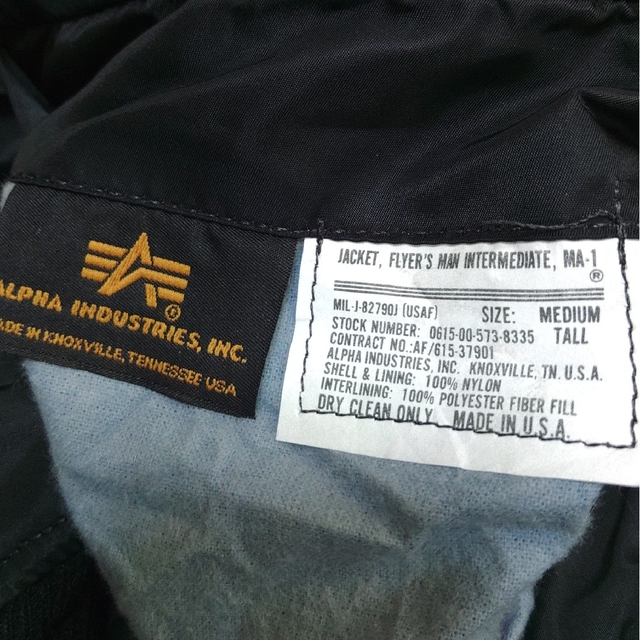 ALPHA INDUSTRIES, INC.®
MADE IN KNOXVILLE, TENNESSEE USA
JACKET, FLYER'S MAN INTERMEDIATE, MA-1
®
MIL-J-8279OJ (USAF) SIZE: MEDIUM
STOCK NUMBER: 0615-00-573-8335 TALL
CONTRACT NO.:AF/615-37901
ALPHA INDUSTRIES, INC. KNOXVILLE, TN. U.S.A.
SHELL & LINING: 100% NYLON
INTERLINING: 100% POLYESTER FIBER FILL
DRY CLEAN ONLY MADE IN U.S.A.